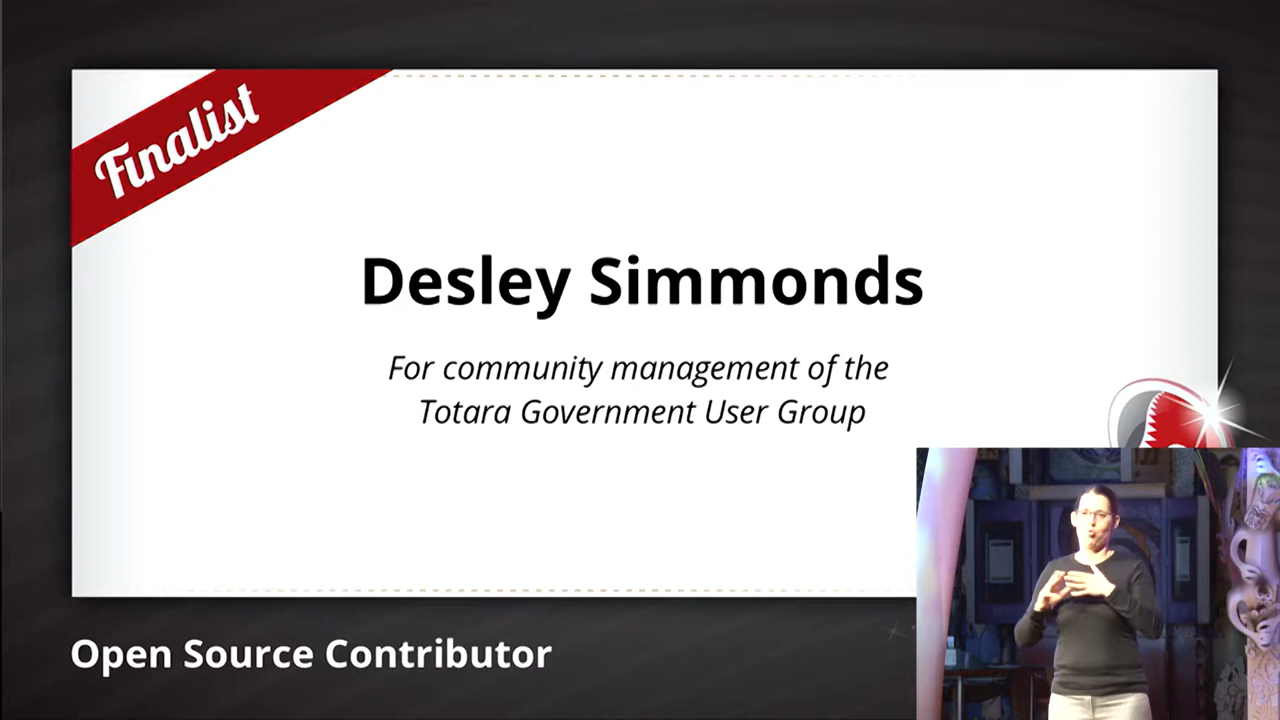 Finalist
Desley Simmonds
For community management of the
Totara Government User Group
Open Source Contributor